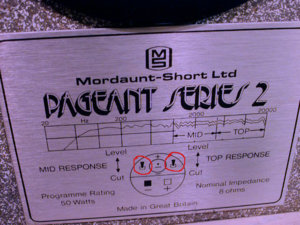 MS
Mordaunt-Short Ltd
PAGEANT SERIES 2
20 Hz 200 2000 20000
MID TOP
Level Level
MID RESPONSE TOP RESPONSE
Cut Cut
Programme Rating Nominal Impedance
50 Watts 8 ohms
Made in Great Britain